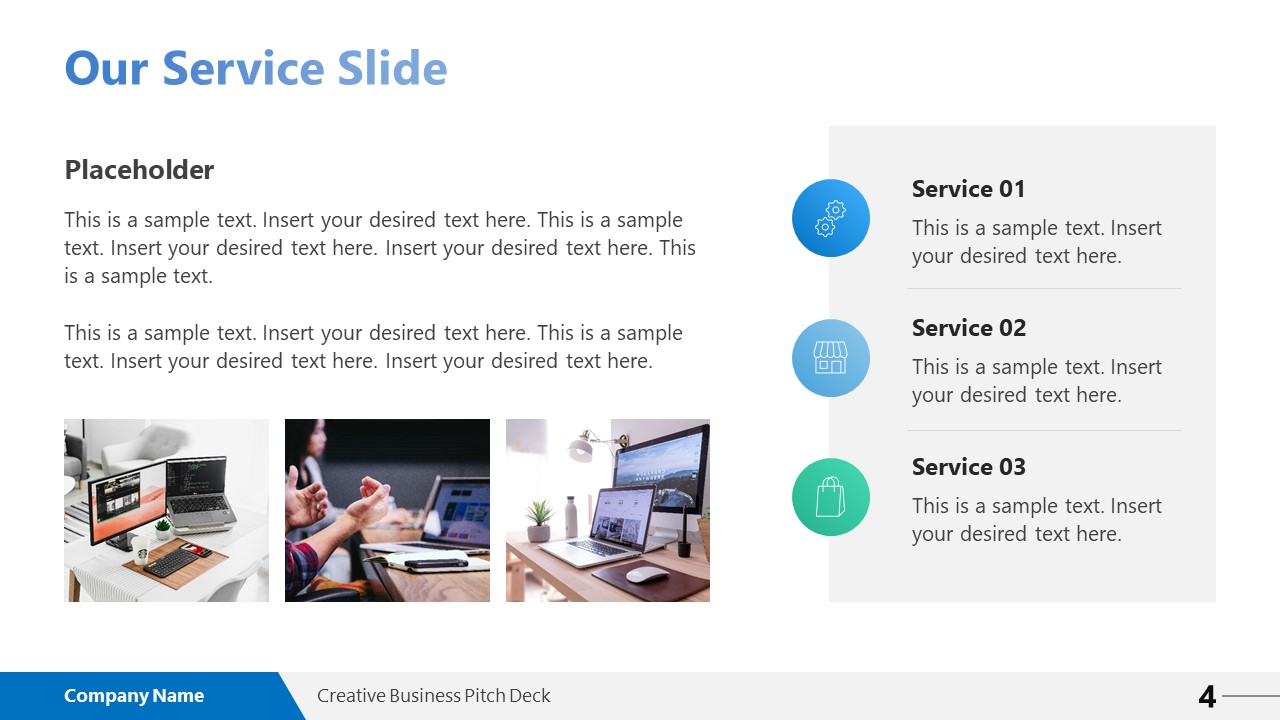 Our Service Slide
Placeholder
This is a sample text. Insert your desired text here. This is a sample
text. Insert your desired text here. Insert your desired text here. This
is a sample text.
This is a sample text. Insert your desired text here. This is a sample
text. Insert your desired text here. Insert your desired text here.
Service 01
This is a sample text. Insert
your desired text here.
Service 02
This is a sample text. Insert
your desired text here.
Service 03
This is a sample text. Insert
your desired text here.
Company Name
Creative Business Pitch Deck
4